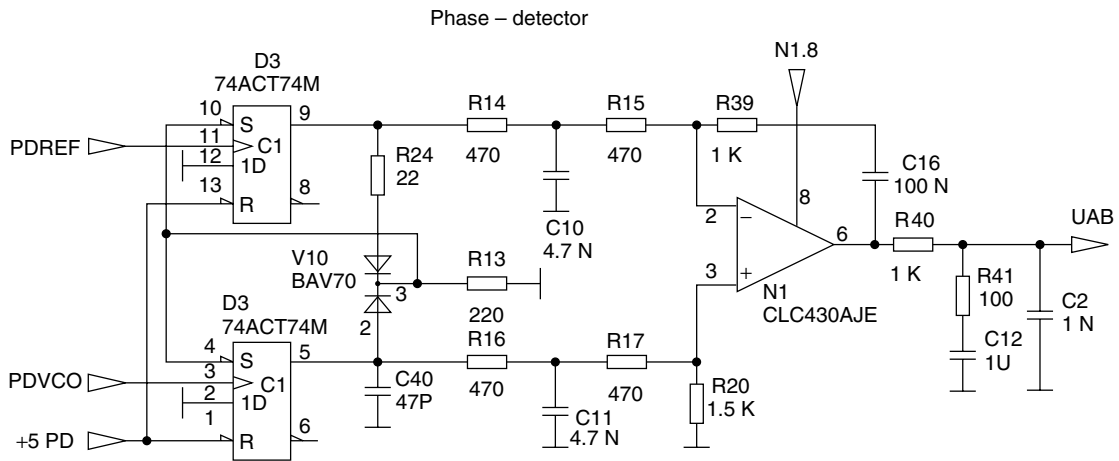 Phase – detector
D3
74ACT74M
N1.8
10
S
9
R14
470
R15
470
R39
1 K
PDREF
11
C1
12
1D
13
R
8
R24
22
C10
4.7 N
C16
100 N
8
2
–
6
R40
1 K
UAB
V10
BAV70
3
2
R13
220
3
+
N1
CLC430AJE
R41
100
C12
1U
C2
1 N
D3
74ACT74M
4
S
5
R16
470
R17
470
PDVCO
3
C1
2
1D
1
R
6
C40
47P
C11
4.7 N
R20
1.5 K
+5 PD